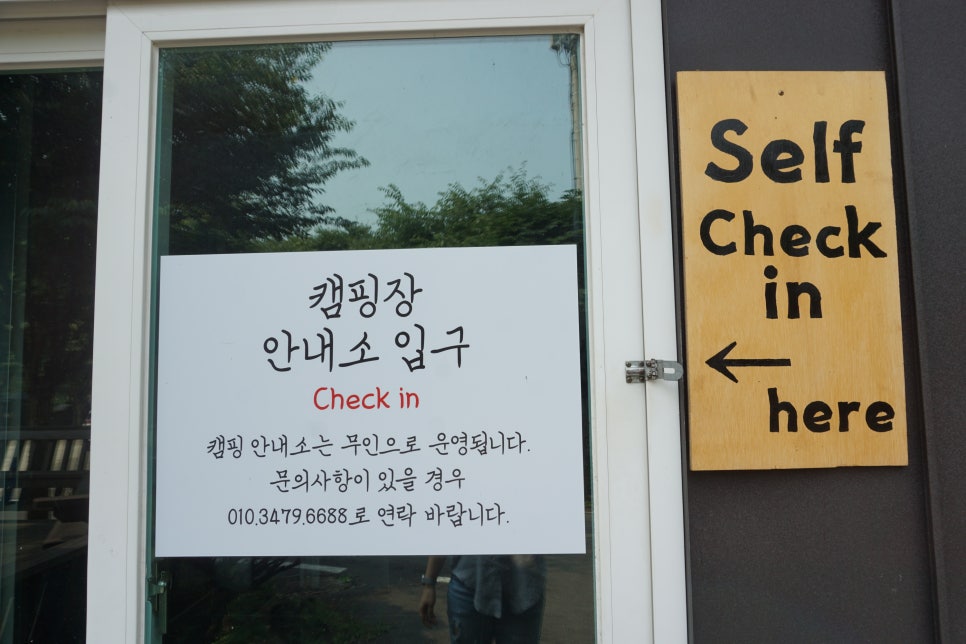 캠핑장
안내소 입구
Check in
캠핑 안내소는 무인으로 운영됩니다.
문의사항이 있을 경우
010.3479.6688로 연락 바랍니다.
Self
Check
in
←
here